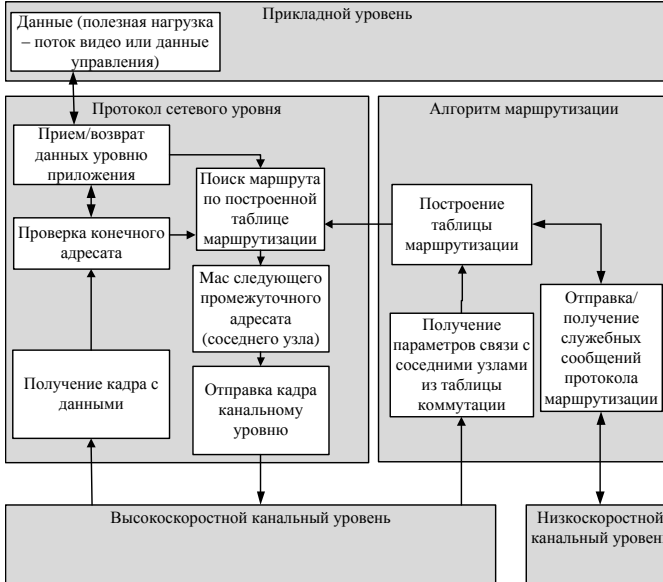 Прикладной уровень
Данные (полезная нагрузка
– поток видео или данные
управления)
Протокол сетевого уровня
Прием/возврат
данных уровню
приложения
Проверка конечного
адресата
Получение кадра с
данными
Поиск маршрута
по построенной
таблице
маршрутизации
Мас следующего
промежуточного
адресата
(соседнего узла)
Отправка кадра
канальному
уровню
Алгоритм маршрутизации
Построение
таблицы
маршрутизации
Получение
параметров связи с
соседними узлами
из таблицы
коммутации
Отправка/
получение
служебных
сообщений
протокола
маршрутизации
Высокоскоростной канальный уровень
Низкоскоростной
канальный уровень